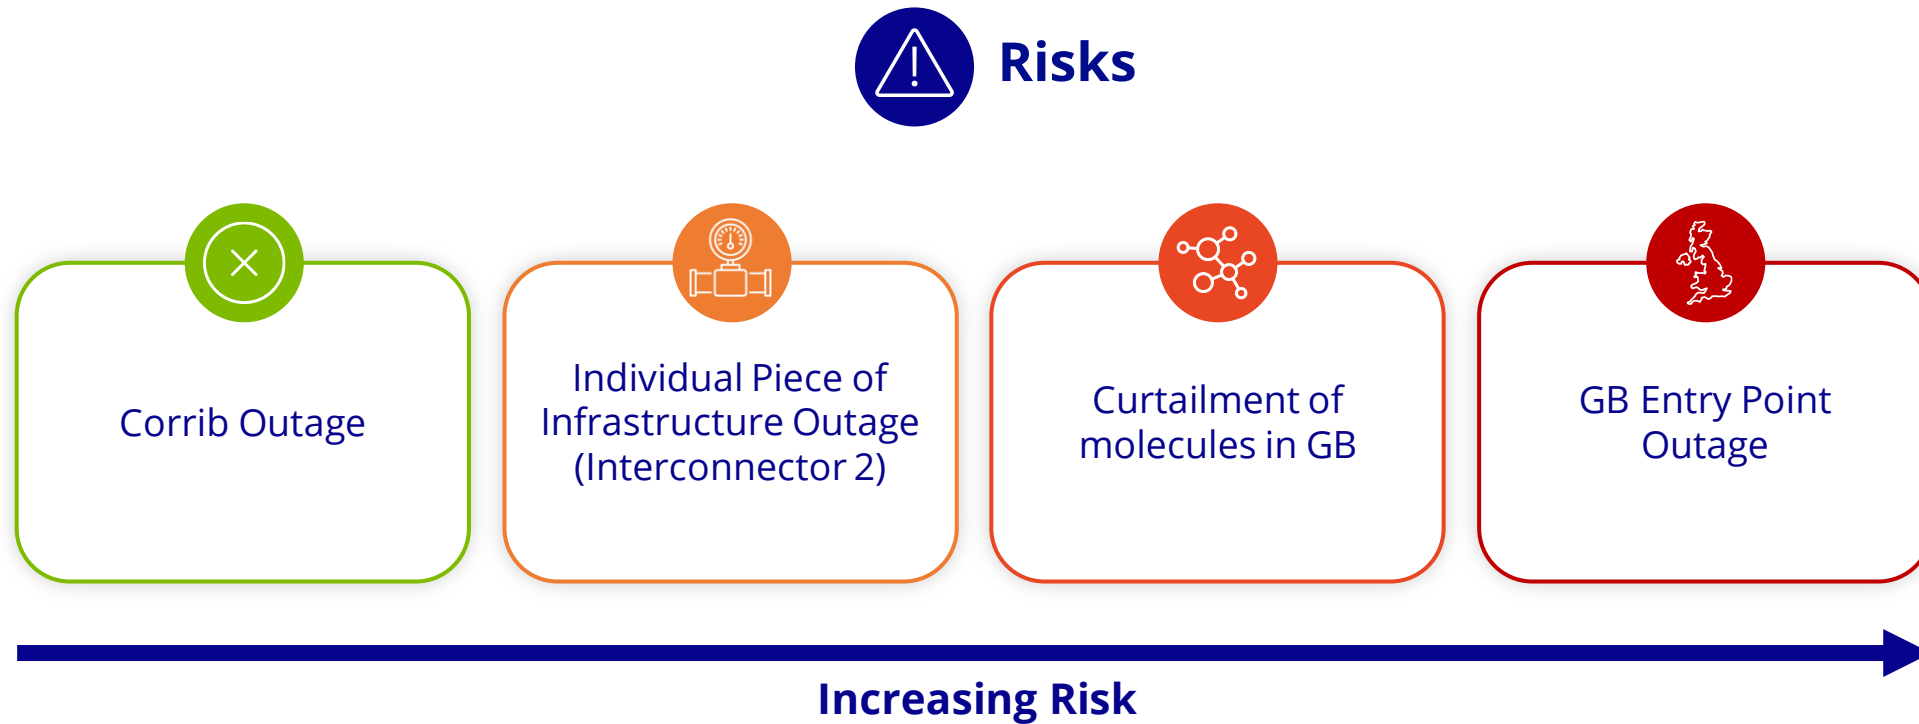 Risks
Corrib Outage
Individual Piece of
Infrastructure Outage
(Interconnector 2)
Curtailment of
molecules in GB
GB Entry Point
Outage
Increasing Risk